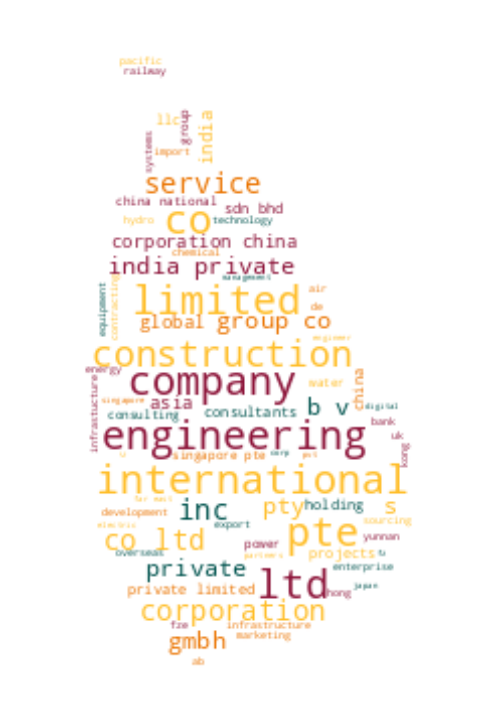 pacific
railway
llc
group
india
systems
import
service
china national
sdn bhd
hydro
co
technology
corporation china
chemical
india private
management
equipment
contracting
limited
air
de
global
group co
engineer
construction
energy
company
water
china
singapore
asia
consulting
consultants
b v
digital
infrastructure
engineering
bank
uk
kong
singapore pte
corp
international
far east
development
inc
pty
holding
s
electric
export
sourcing
co ltd
pte
power
yunnan
overseas
partners
projects
private
enterprise
private limited
ltd
hong
japan
corporation
fze
infrastructure
gmbh
marketing
ab